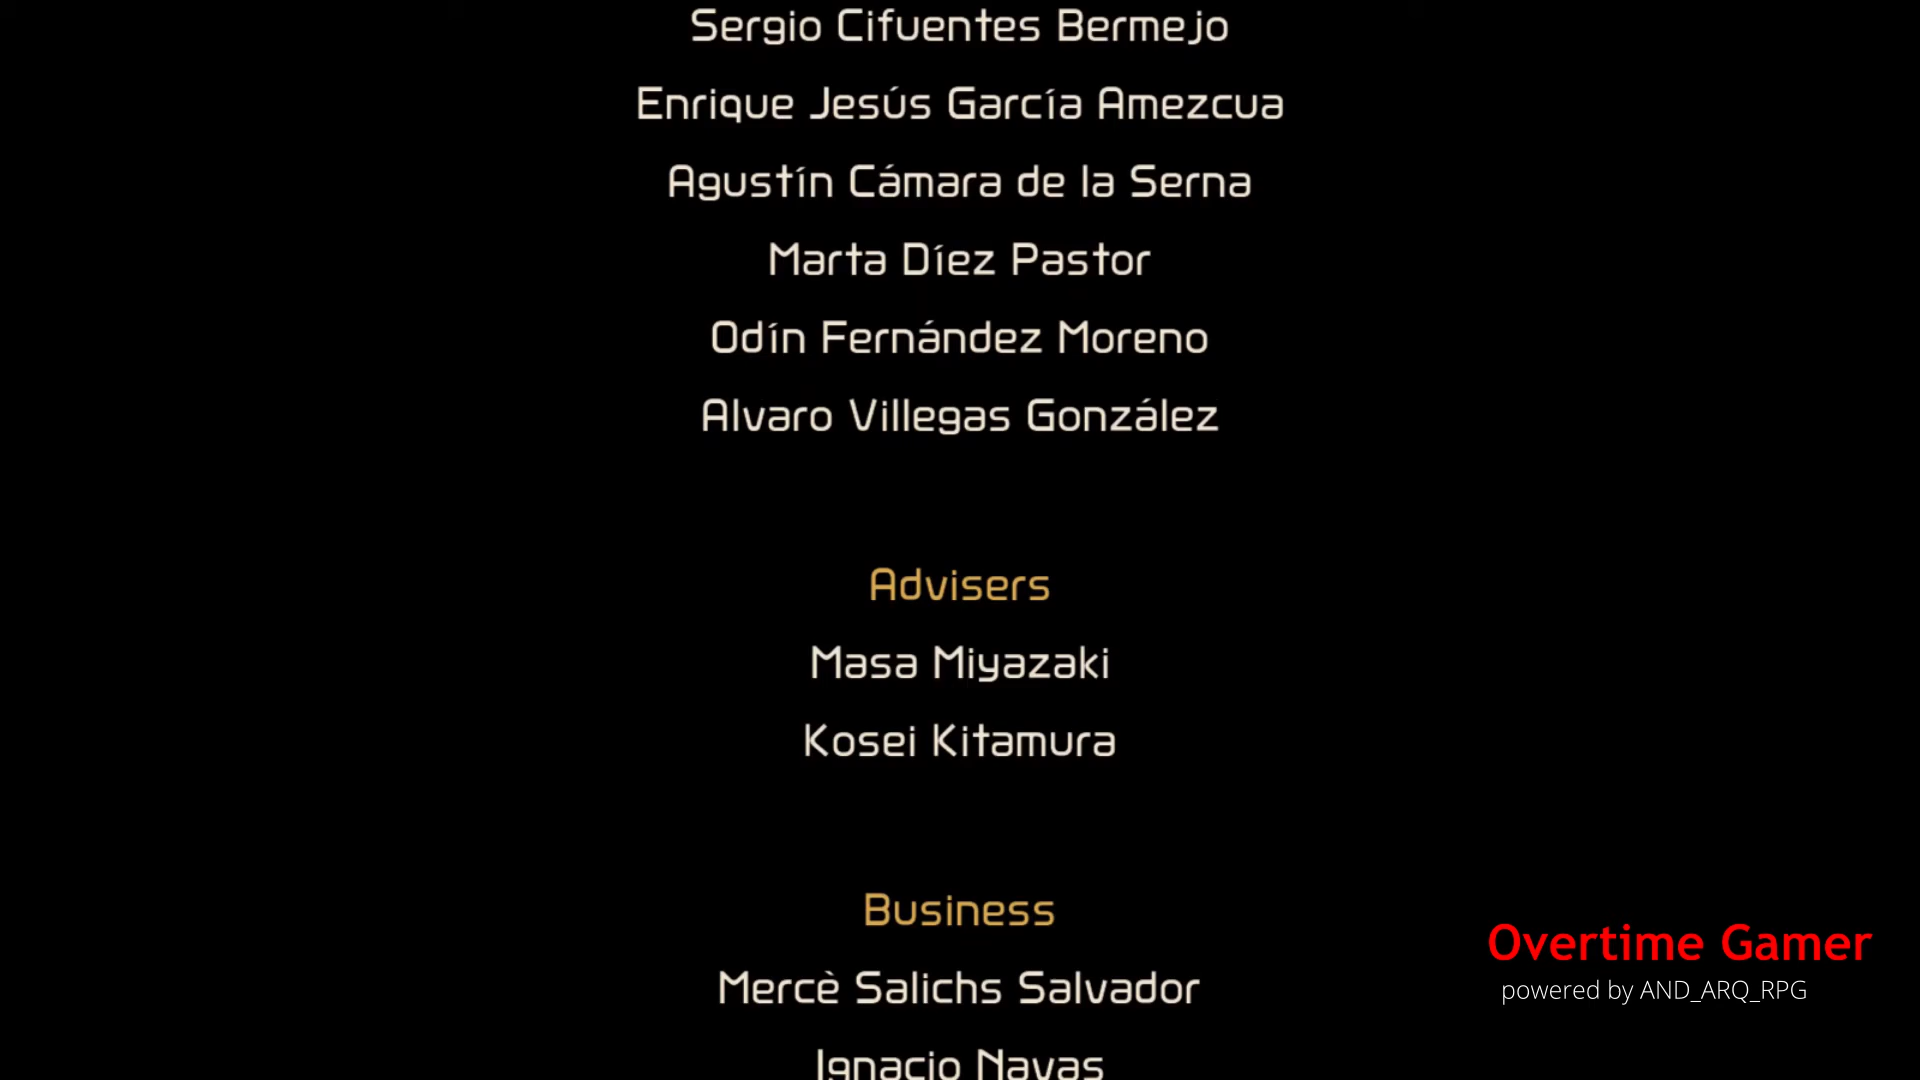 Sergio Cifuentes Bermejo
Enrique Jesús García Amezcua
Agustín Cámara de la Serna
Marta Díez Pastor
Odín Fernández Moreno
Alvaro Villegas González
Advisers
Masa Miyazaki
Kosei Kitamura
Business
Mercè Salichs Salvador
Ignacio Navas
Overtime Gamer
powered by AND_ARQ_RPG